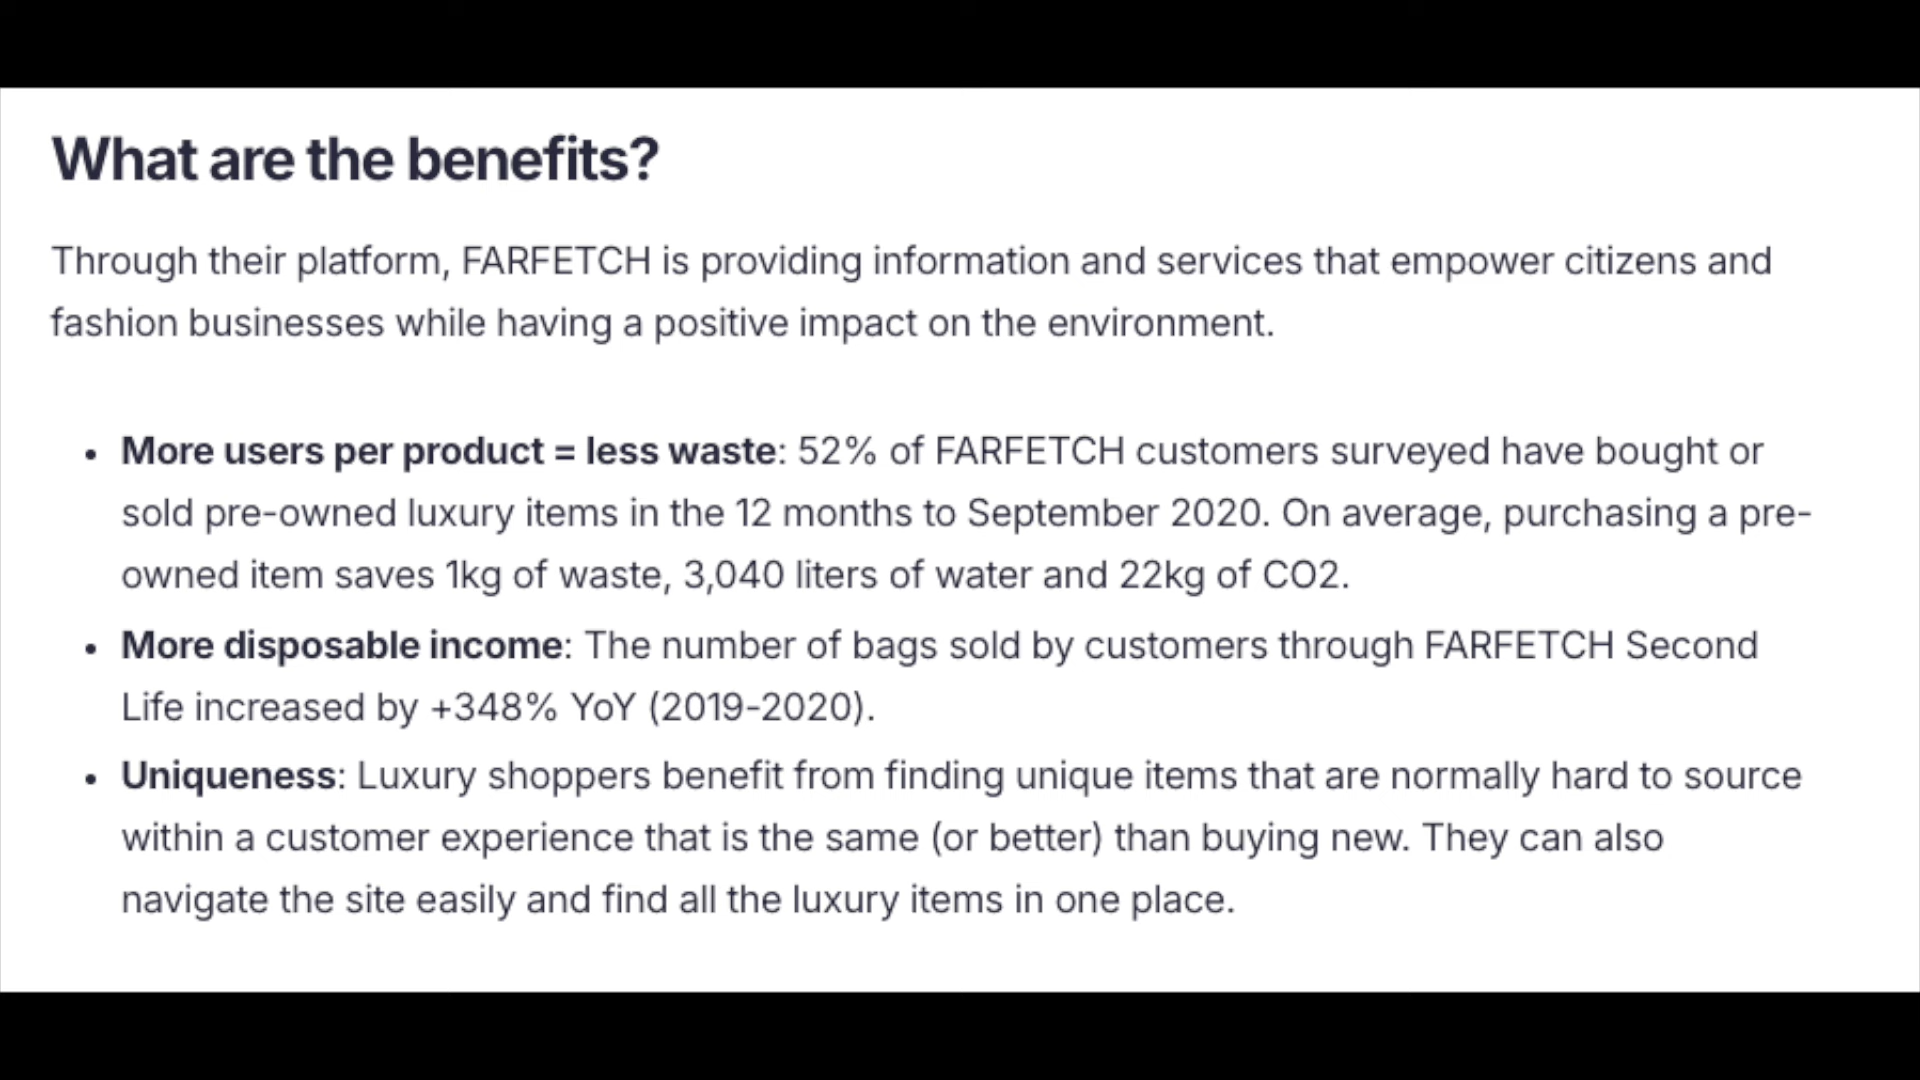 What are the benefits?
Through their platform, FARFETCH is providing information and services that empower citizens and
fashion businesses while having a positive impact on the environment.
• More users per product = less waste: 52% of FARFETCH customers surveyed have bought or
sold pre-owned luxury items in the 12 months to September 2020. On average, purchasing a pre-
owned item saves 1kg of waste, 3,040 liters of water and 22kg of CO2.
• More disposable income: The number of bags sold by customers through FARFETCH Second
Life increased by +348% YoY (2019-2020).
• Uniqueness: Luxury shoppers benefit from finding unique items that are normally hard to source
within a customer experience that is the same (or better) than buying new. They can also
navigate the site easily and find all the luxury items in one place.